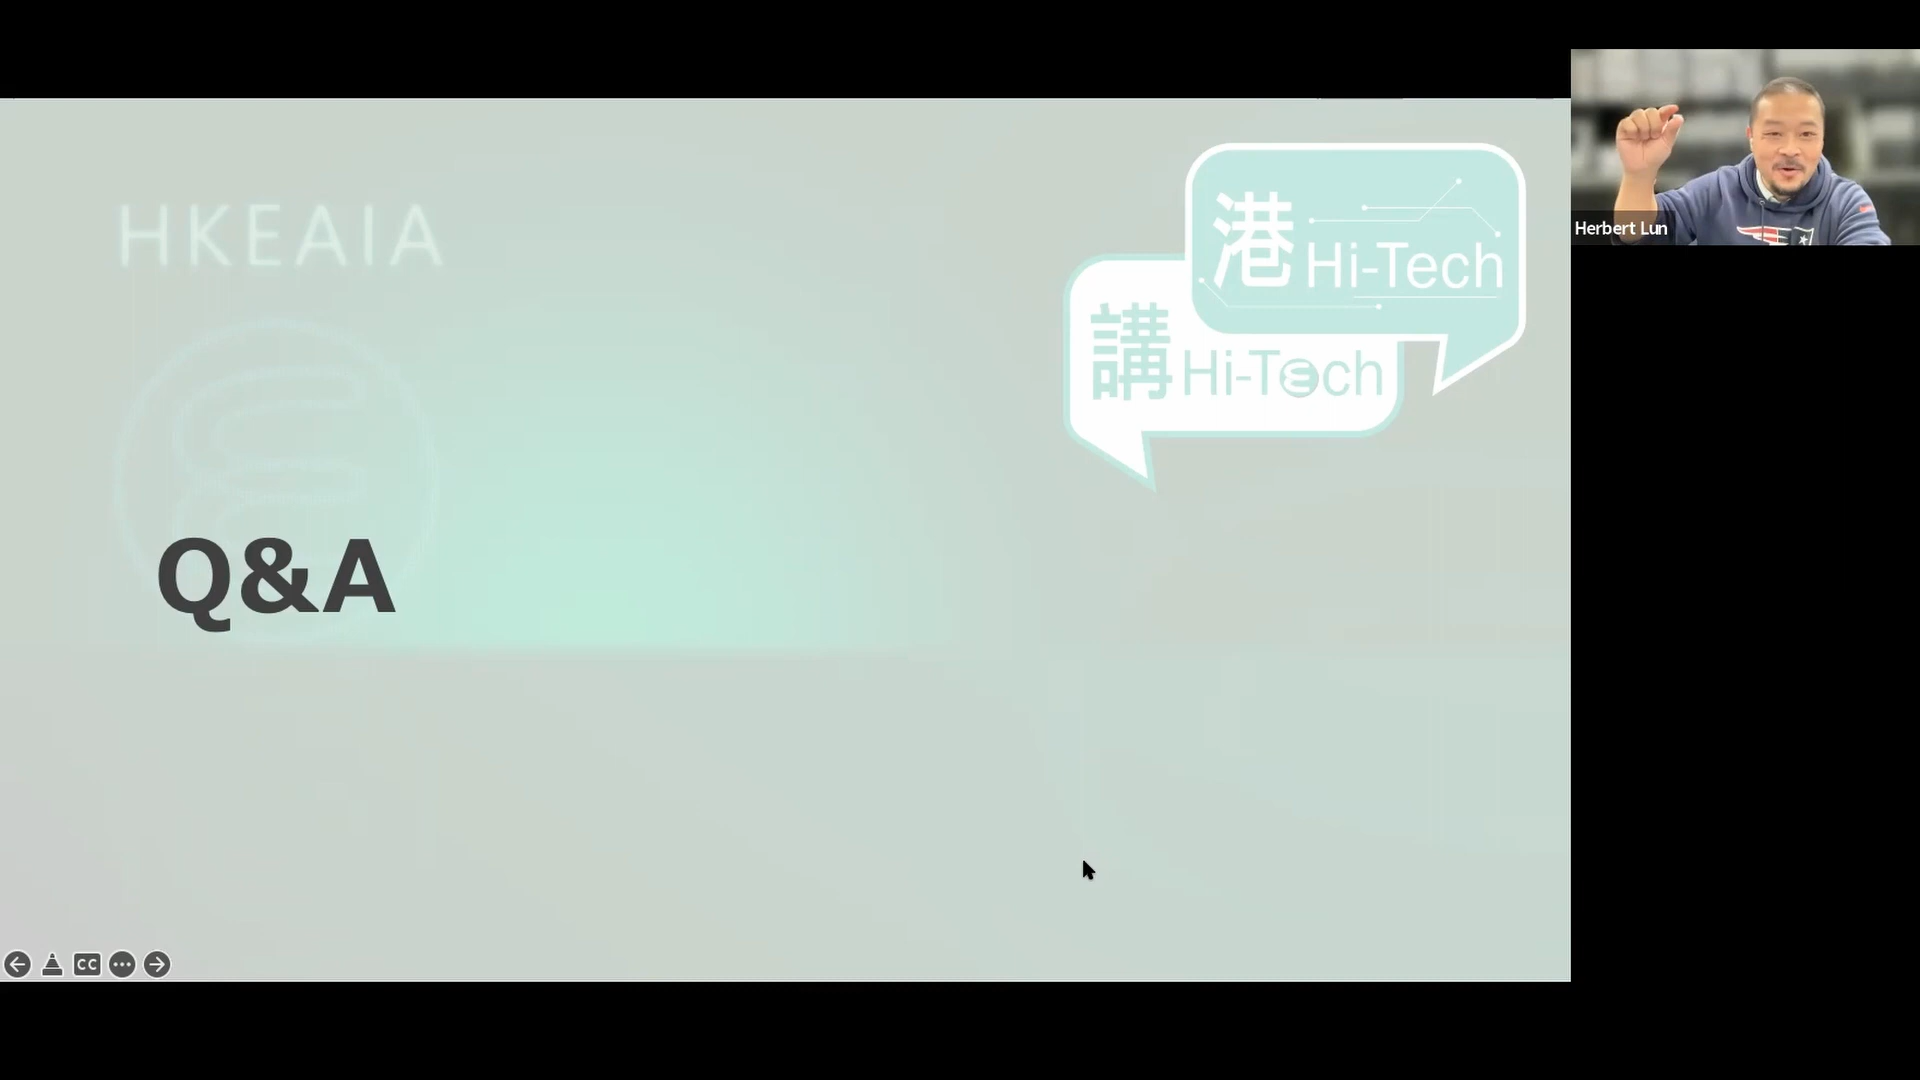 HKEAIA
港 Hi-Tech
講 Hi-Tech
Q&A
Herbert Lun
CC